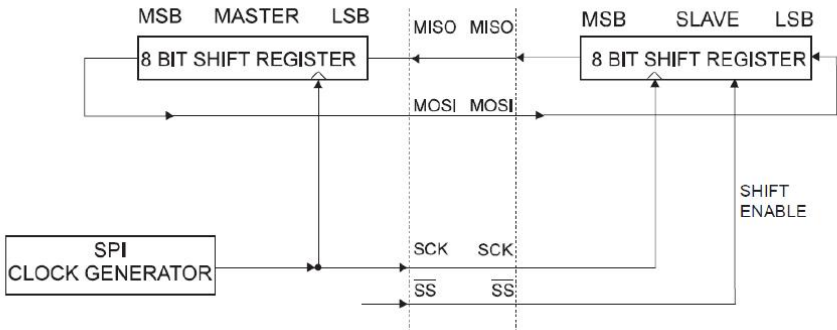 MSB MASTER LSB
8 BIT SHIFT REGISTER
MISO MISO
MSB SLAVE LSB
8 BIT SHIFT REGISTER
MOSI MOSI
SHIFT
ENABLE
SPI
CLOCK GENERATOR
SCK SCK
SS SS